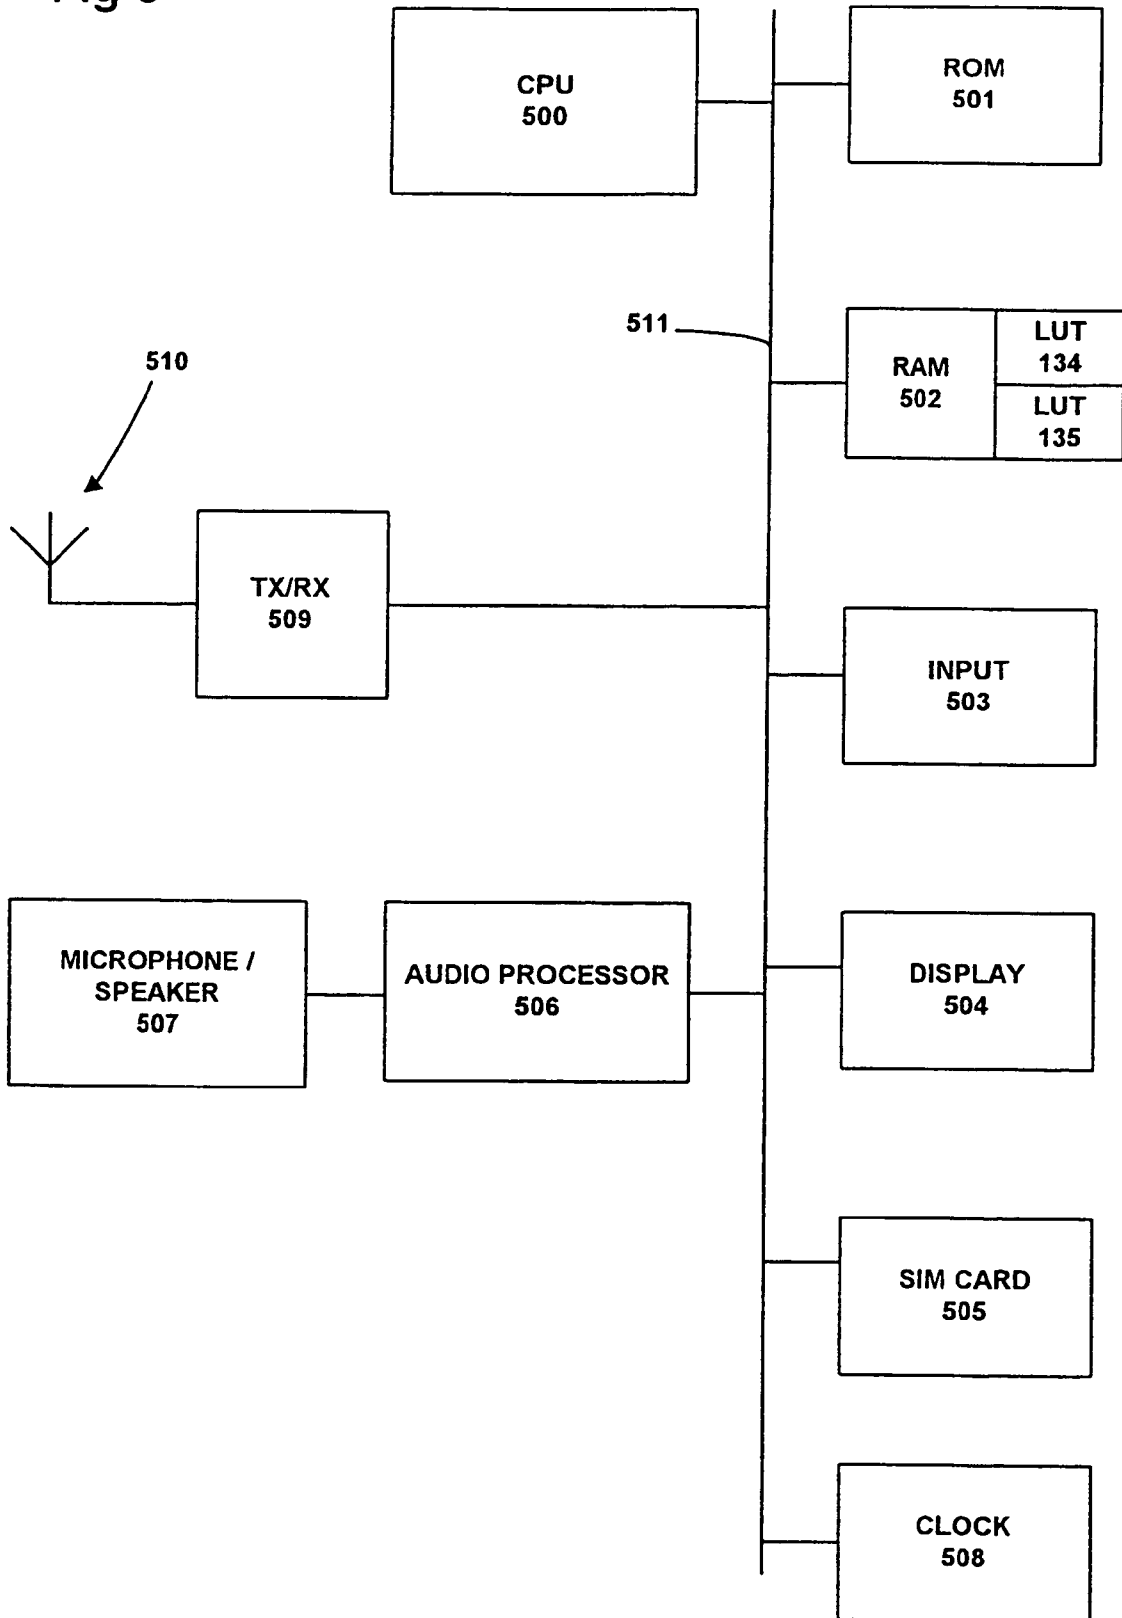 CPU
500
ROM
501
511
RAM
502
LUT
134
LUT
135
510
TX/RX
509
INPUT
503
MICROPHONE /
SPEAKER
507
AUDIO PROCESSOR
506
DISPLAY
504
SIM CARD
505
CLOCK
508